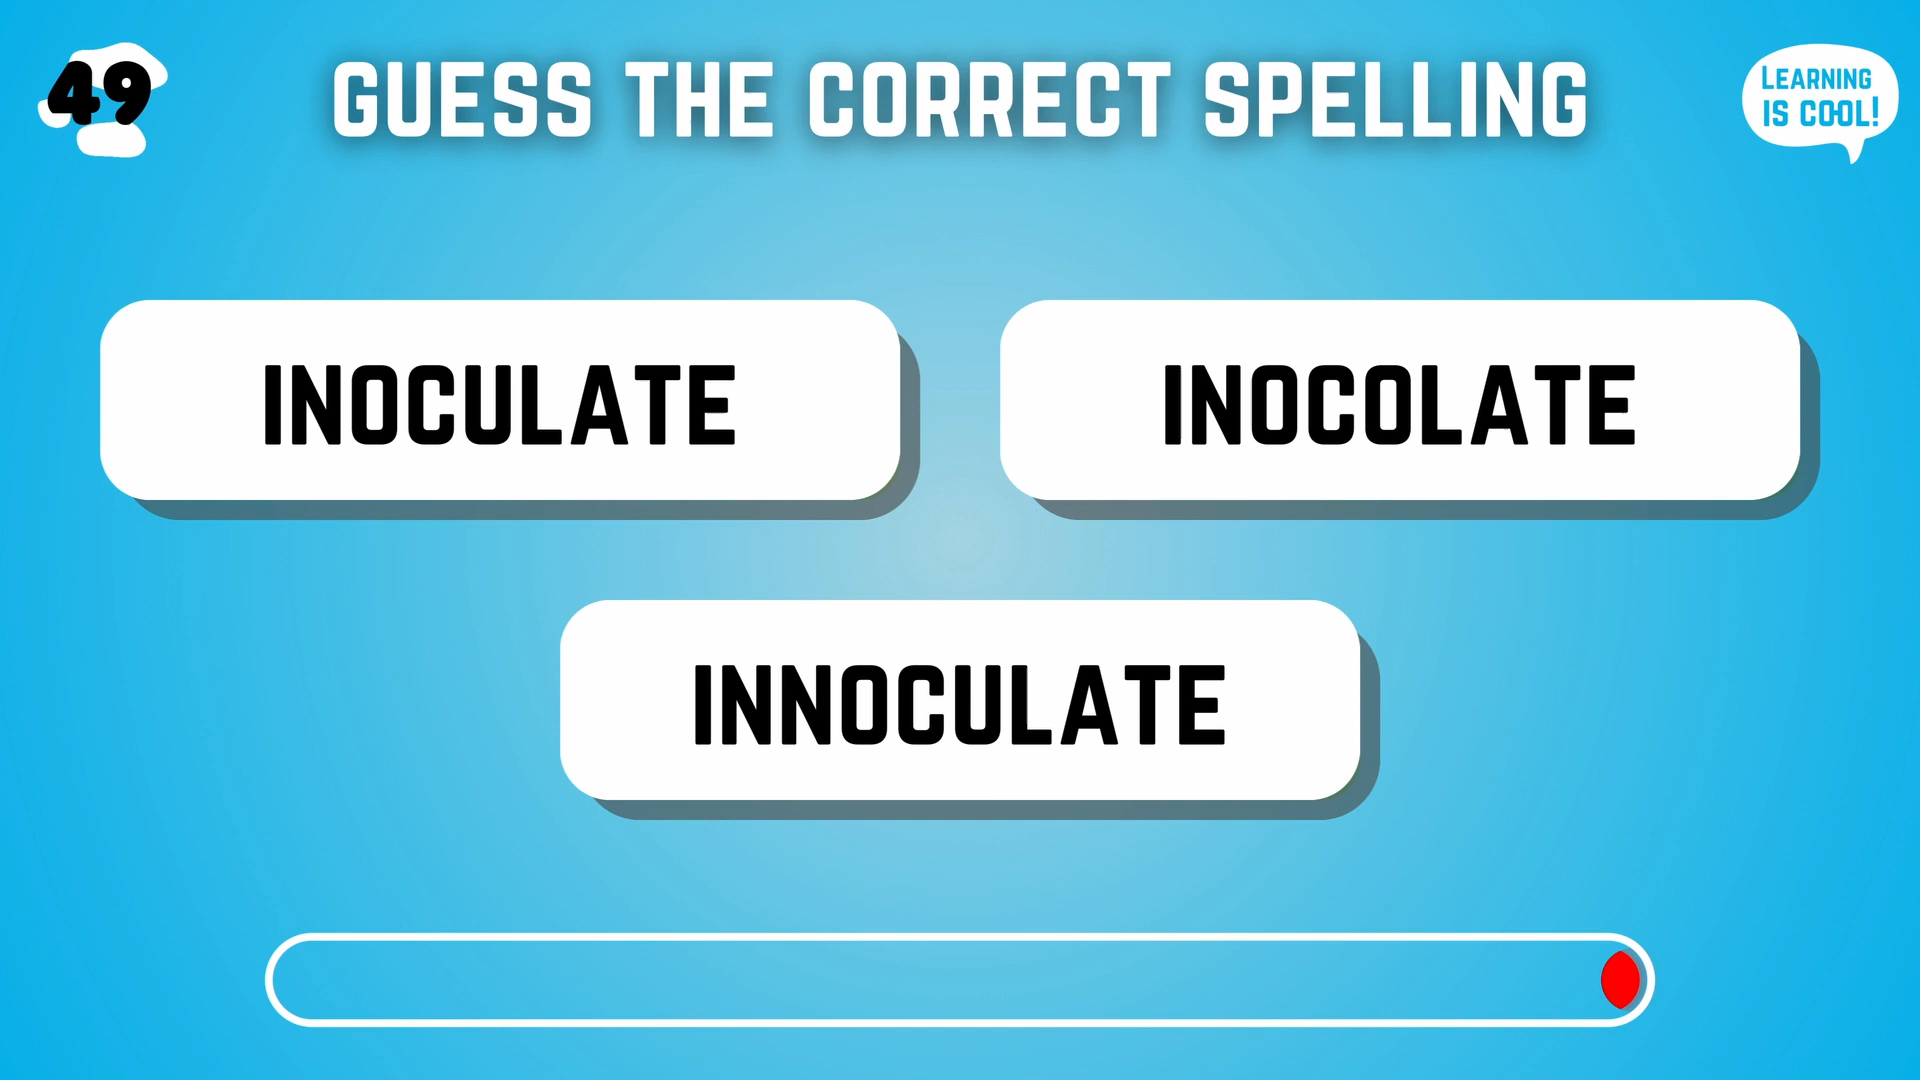 49
GUESS THE CORRECT SPELLING
LEARNING
IS COOL!
INOCULATE
INOCOLATE
INNOCULATE